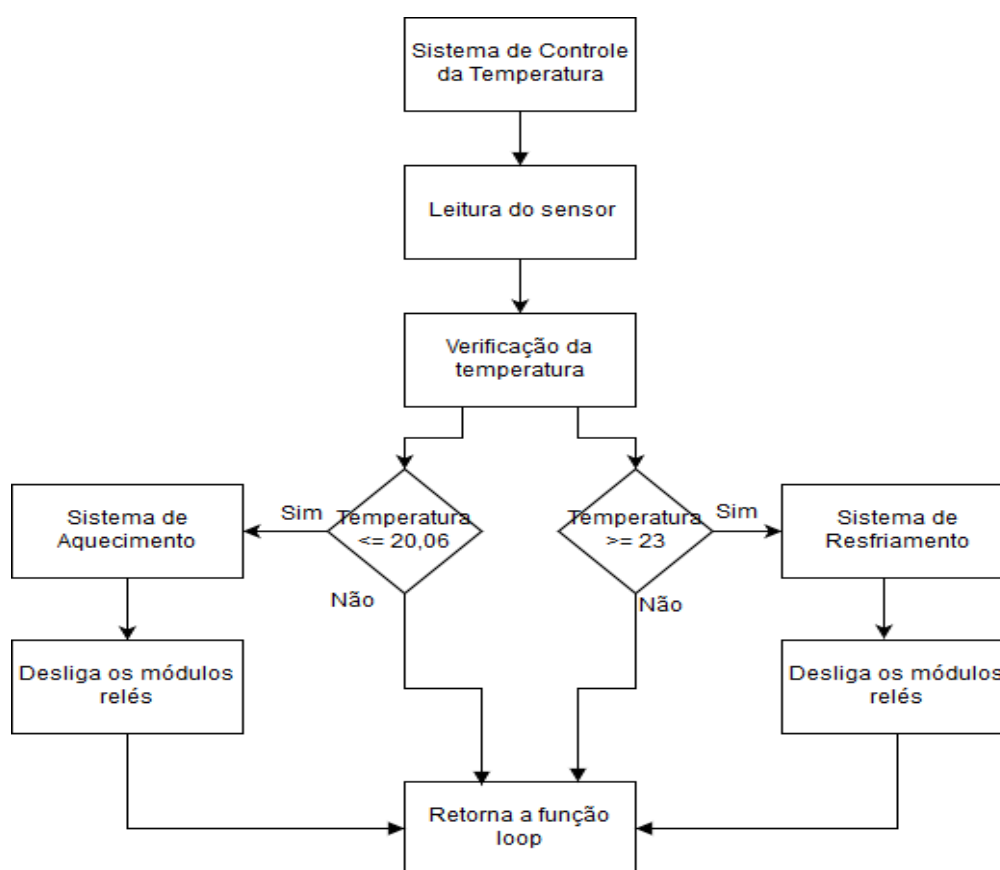 Sistema de Controle
da Temperatura
Leitura do sensor
Verificação da
temperatura
Sistema de
Aquecimento
Sim
Temperatura
<= 20,06
Não
Temperatura
>= 23
Sim
Não
Sistema de
Resfriamento
Desliga os módulos
relés
Desliga os módulos
relés
Retorna a função
loop